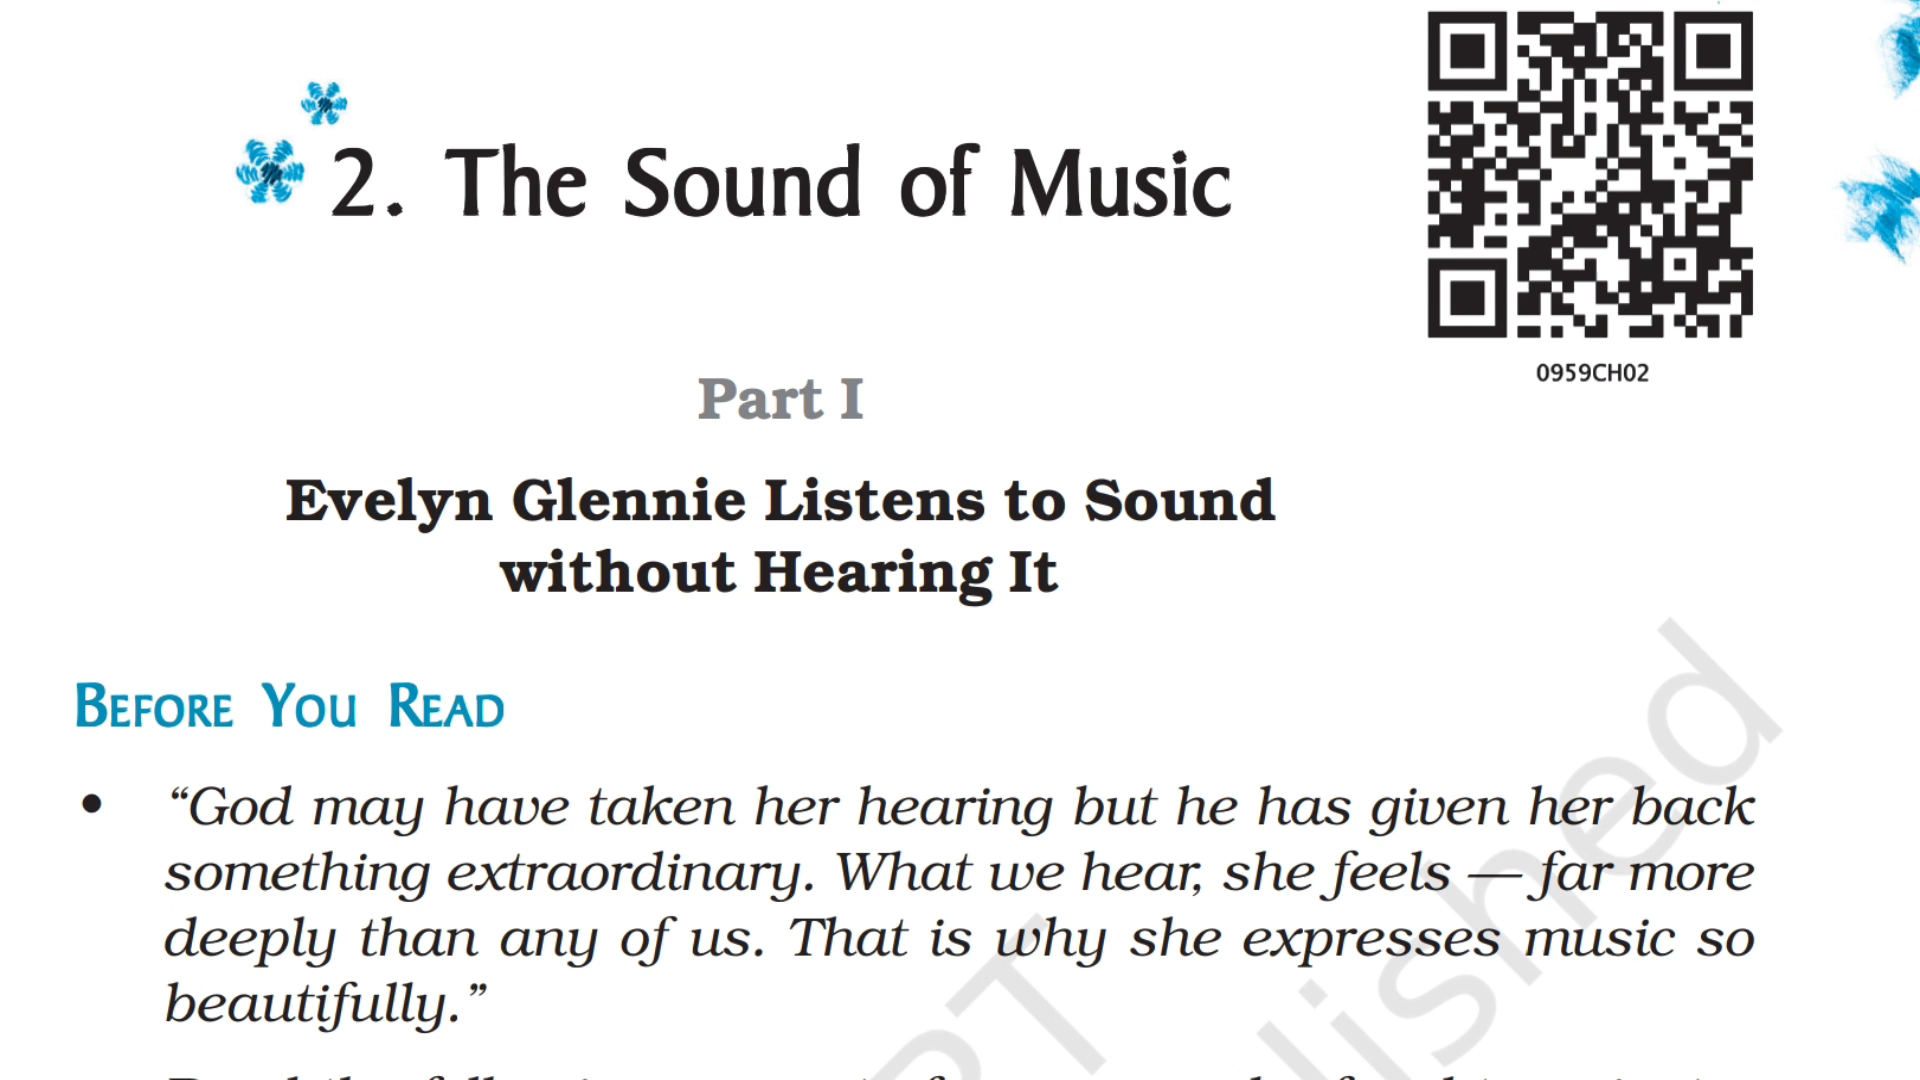 2. The Sound of Music
0959CH02
Part I
Evelyn Glennie Listens to Sound
without Hearing It
BEFORE YOU READ
• “God may have taken her hearing but he has given her back
something extraordinary. What we hear, she feels — far more
deeply than any of us. That is why she expresses music so
beautifully.”